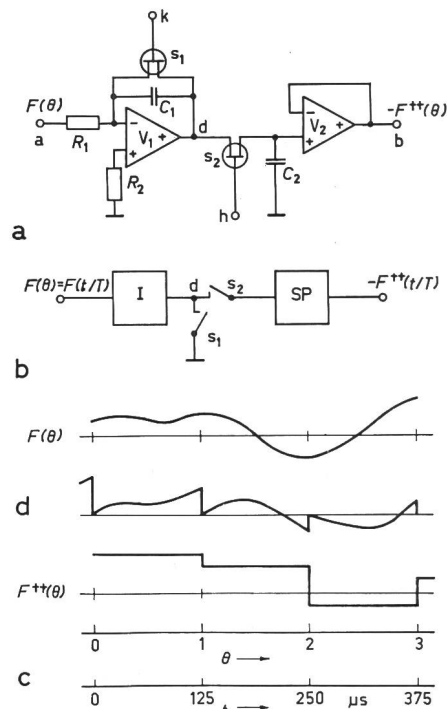 k
s₁
F(θ)
C₁
−F⁺⁺(θ)
a
R₁
−
V₁
+
d
−
V₂
+
b
+
s₂
+
R₂
C₂
h
a
F(θ)=F(t/T)
I
d
s₂
SP
−F⁺⁺(t/T)
s₁
b
F(θ)
d
F⁺⁺(θ)
0 1 2 3
θ →
c
0 125 250 μs 375